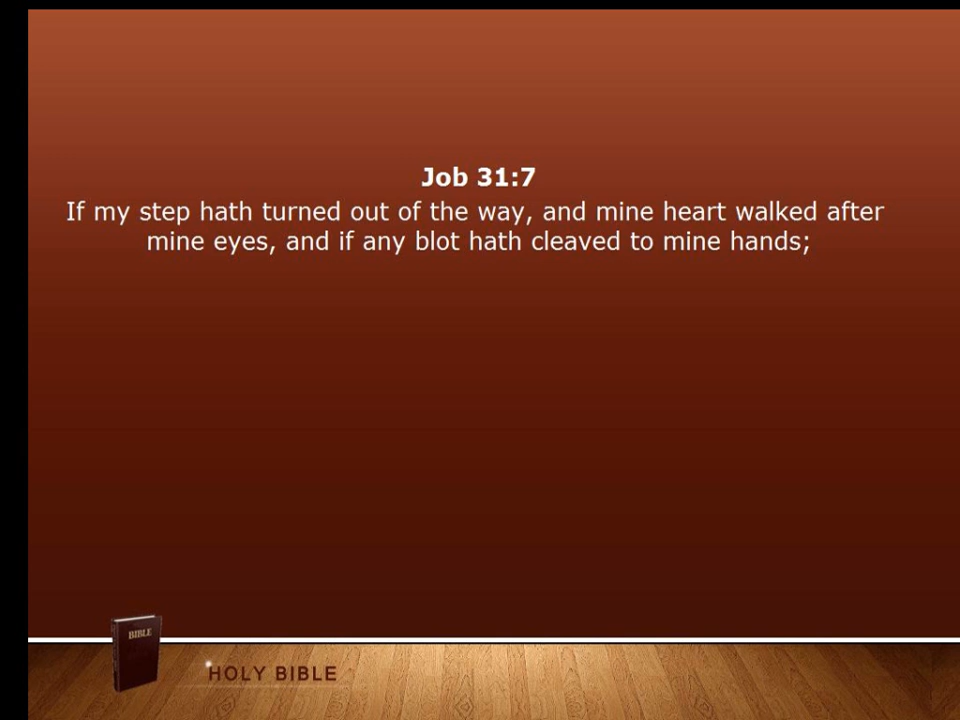 Job 31:7
If my step hath turned out of the way, and mine heart walked after
mine eyes, and if any blot hath cleaved to mine hands;
BIBLE
HOLY BIBLE